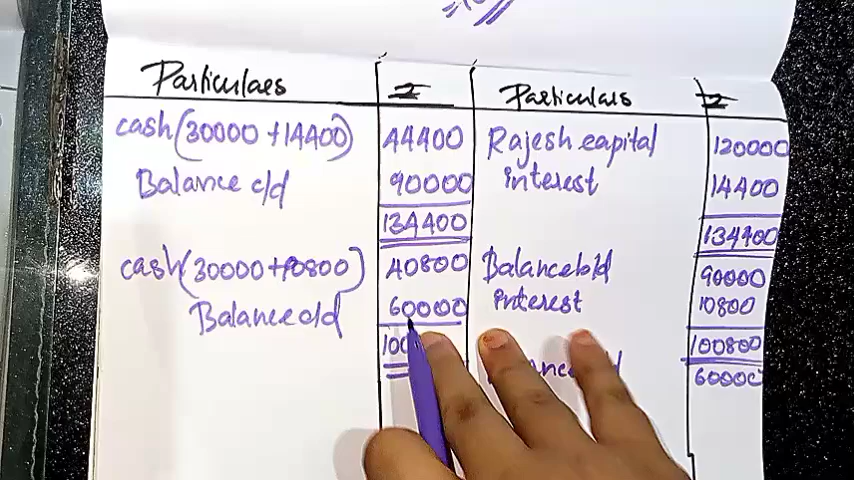 Particulars ₹ Particulars ₹
cash (30000 + 14400) 44400 Rajesh capital 120000
Balance c/d 90000 interest 14400
134400 134400
cash (30000 + 10800) 40800 Balance b/d 90000
Balance c/d 60000 interest 10800
100800
60000